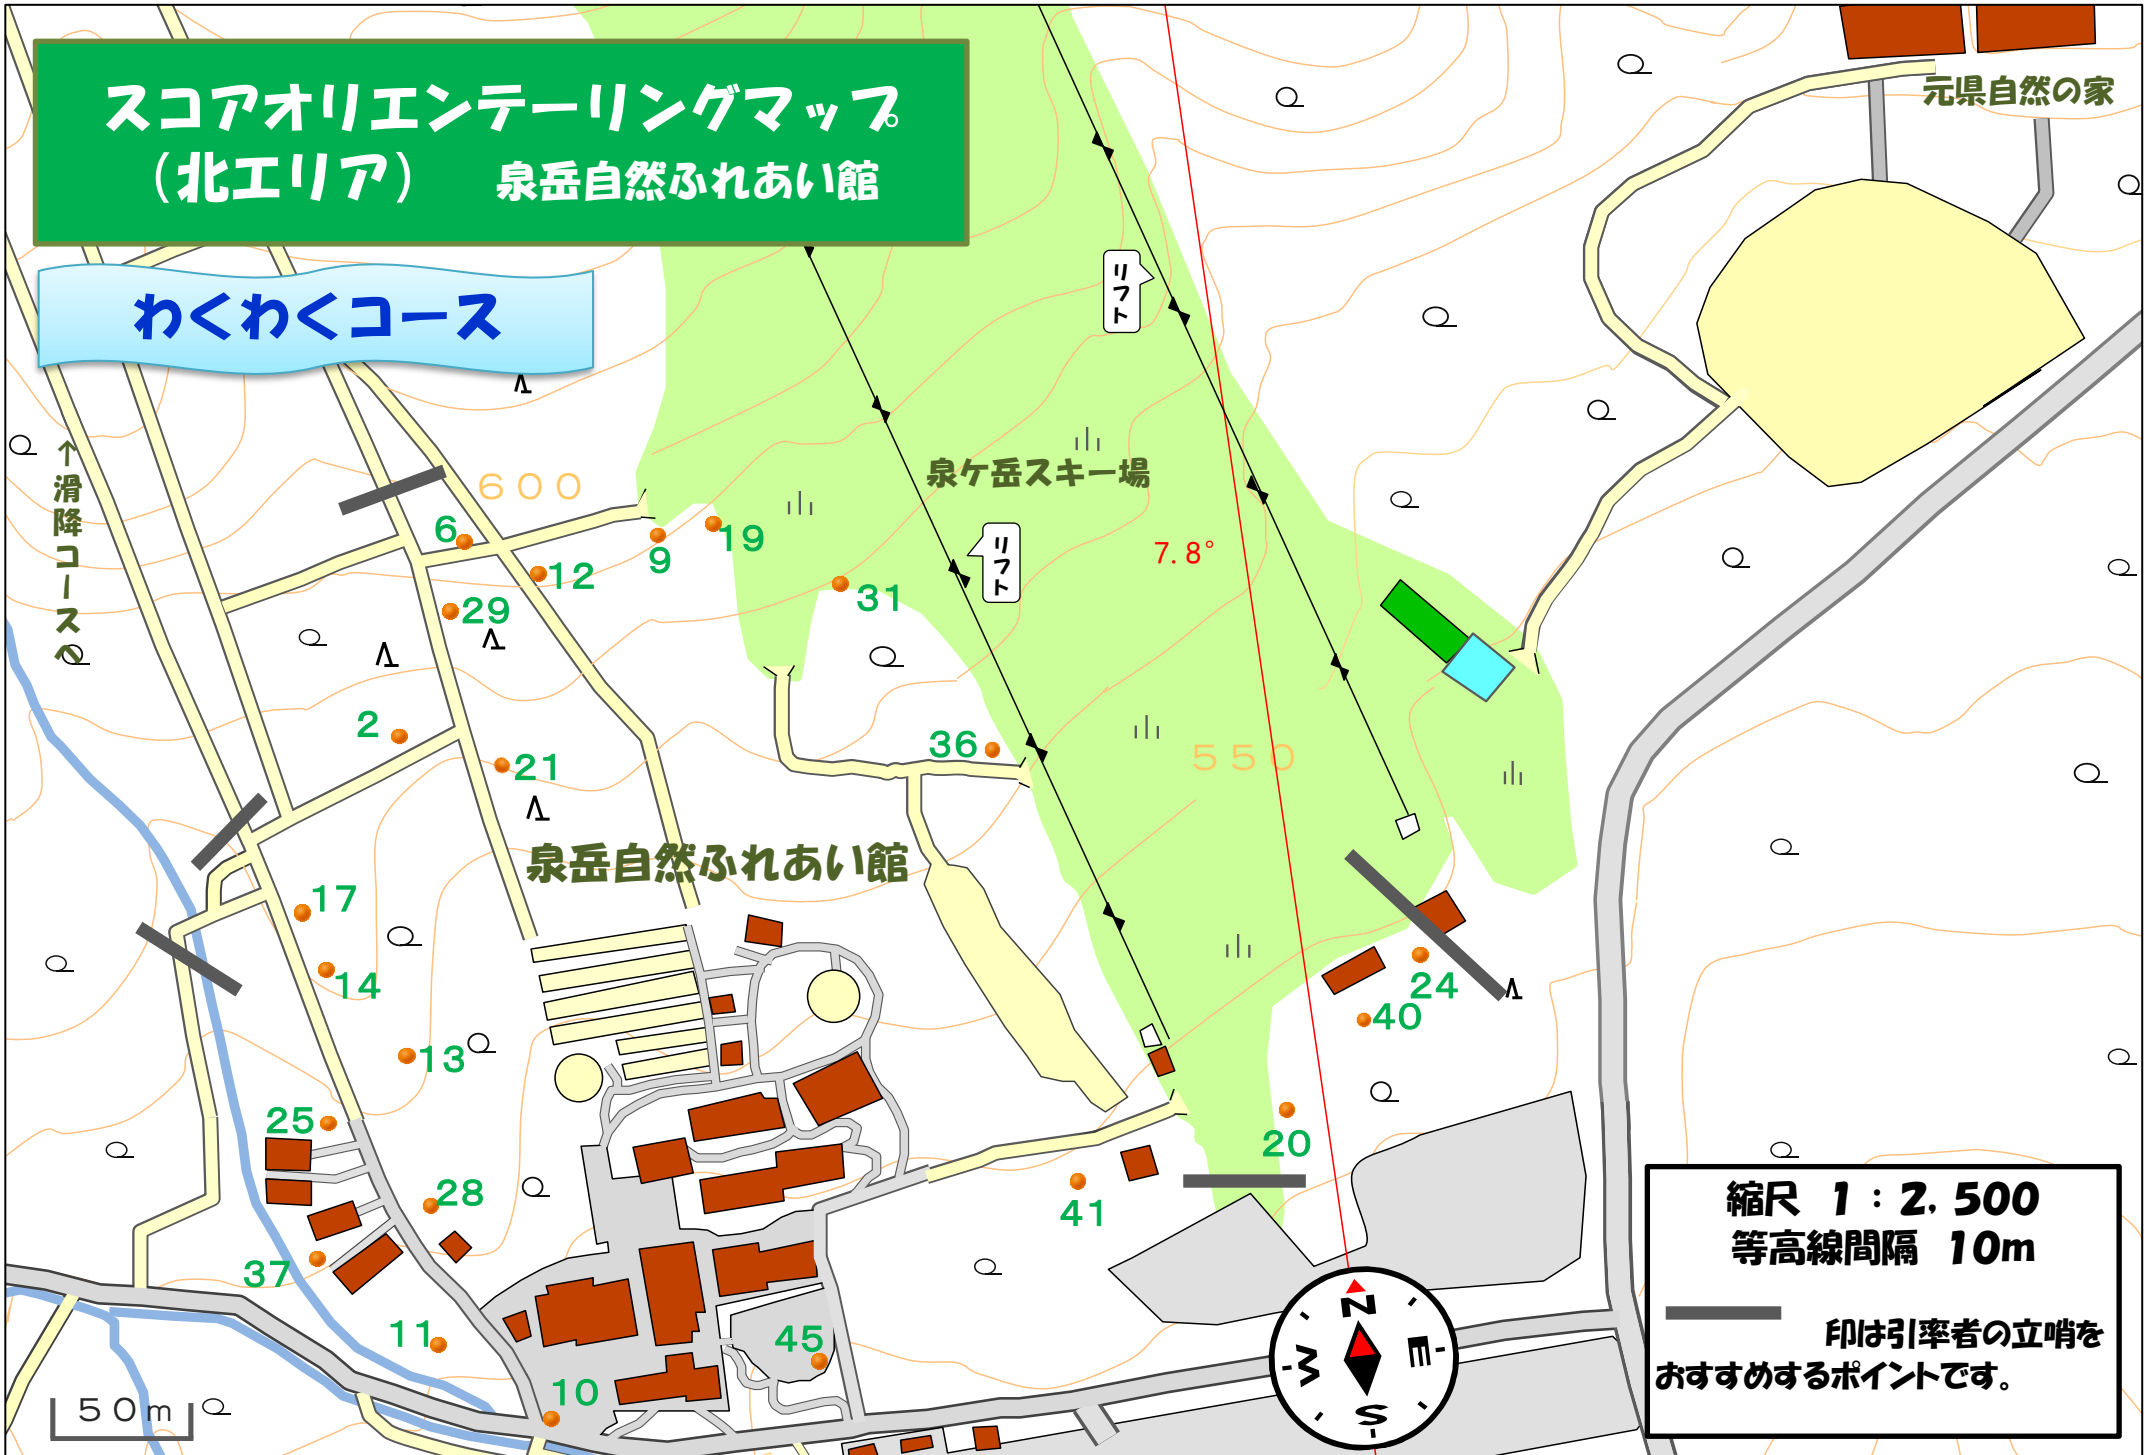 スコアオリエンテーリングマップ
（北エリア）　泉岳自然ふれあい館
わくわくコース
元県自然の家
リフト
↑滑降コースへ
600
泉ケ岳スキー場
リフト
7.8°
6
19
9
12
31
29
2
36
21
550
泉岳自然ふれあい館
17
14
24
40
13
25
20
28
41
37
11
45
10
N
E
W
S
50m
縮尺 1：2,500
等高線間隔 10m
印は引率者の立哨を
おすすめするポイントです。